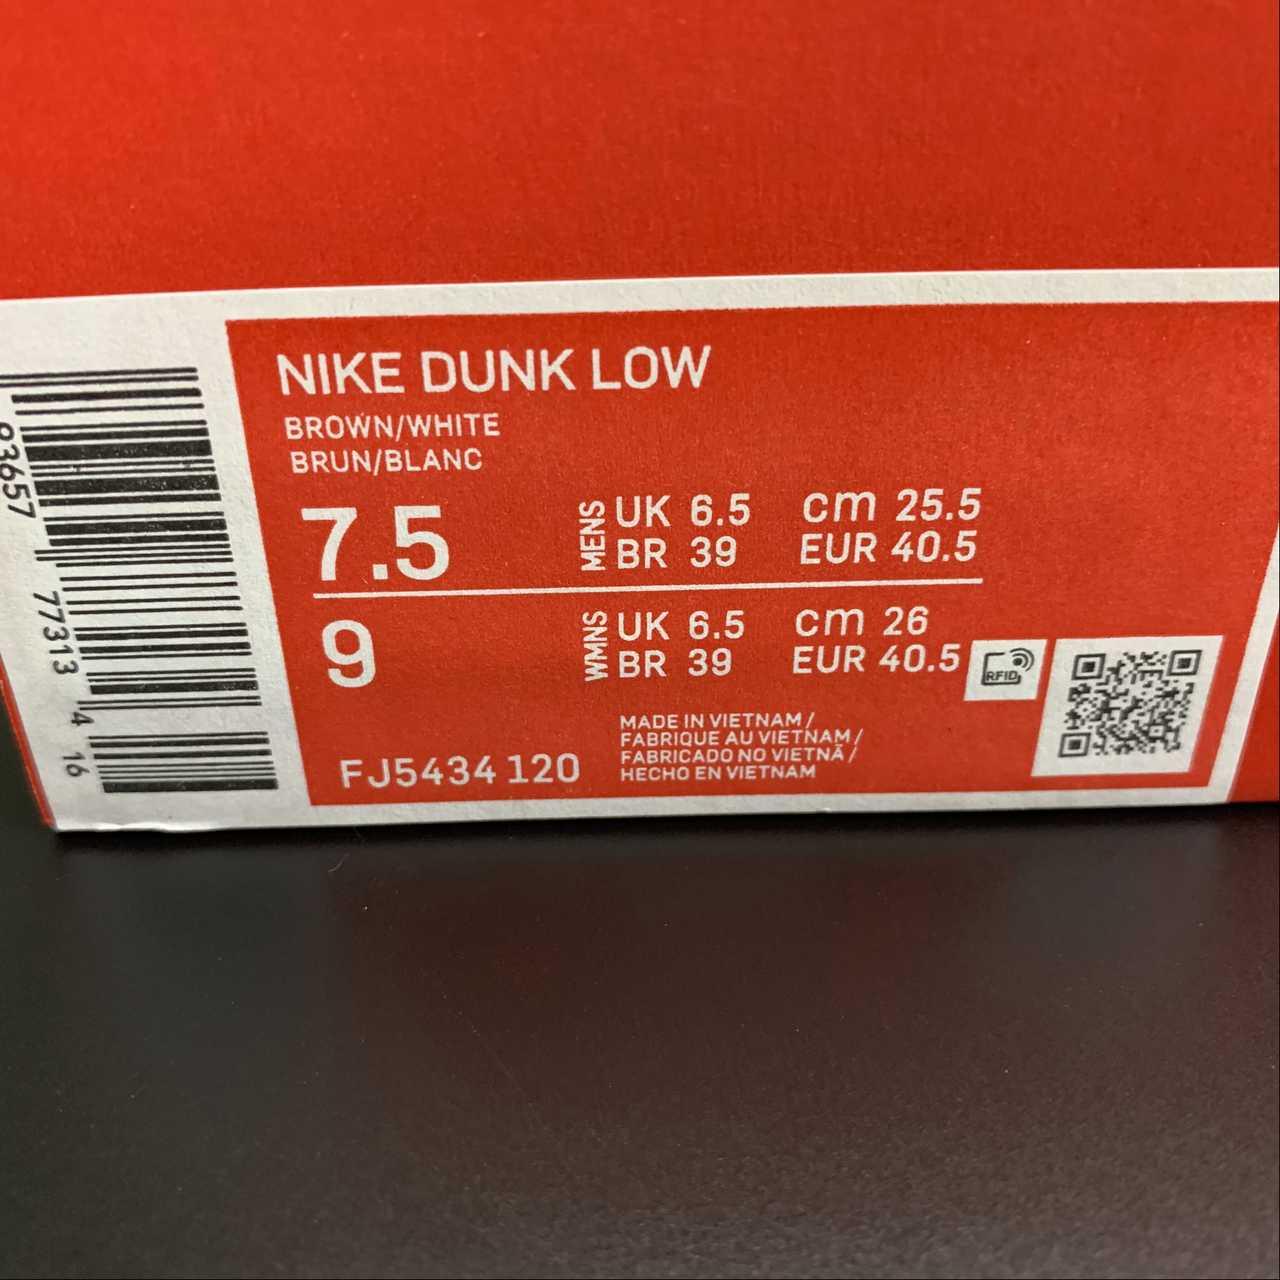 NIKE DUNK LOW
BROWN/WHITE
BRUN/BLANC
7.5 MENS UK 6.5 cm 25.5
BR 39 EUR 40.5
9 WMNS UK 6.5 cm 26
BR 39 EUR 40.5
RFID
FJ5434 120
MADE IN VIETNAM /
FABRIQUE AU VIETNAM /
FABRICADO NO VIETNÃ /
HECHO EN VIETNAM
93657 77313 4 16